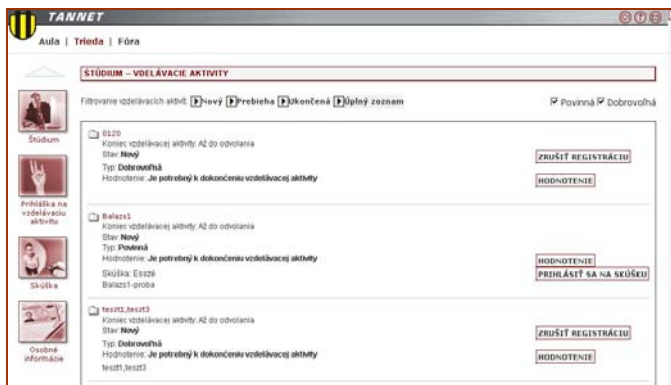 TANNET
Aula | Trieda | Fóra
ŠTÚDIUM – VDELÁVACIE AKTIVITY
Filtrovanie vzdelávacích aktivít: Nový Prebieha Ukončená Úplný zoznam
Povinná Dobrovoľná
Štúdium
Prihláška na
vzdelávaciu
aktivitu
Skúška
Osobné
informácie
0120
Koniec vzdelávacej aktivity: Až do odvolania
Stav: Nový
Typ: Dobrovoľná
Hodnotenie: Je potrebný k dokončeniu vzdelávacej aktivity
ZRUŠIŤ REGISTRÁCIU
HODNOTENIE
Balazs1
Koniec vzdelávacej aktivity: Až do odvolania
Stav: Nový
Typ: Povinná
Hodnotenie: Je potrebný k dokončeniu vzdelávacej aktivity
Skúška: Esszé
Balazs1-proba
HODNOTENIE
PRIHLÁSIŤ SA NA SKÚŠKU
teszt1,teszt3
Koniec vzdelávacej aktivity: Až do odvolania
Stav: Nový
Typ: Dobrovoľná
Hodnotenie: Je potrebný k dokončeniu vzdelávacej aktivity
teszt1,teszt3
ZRUŠIŤ REGISTRÁCIU
HODNOTENIE